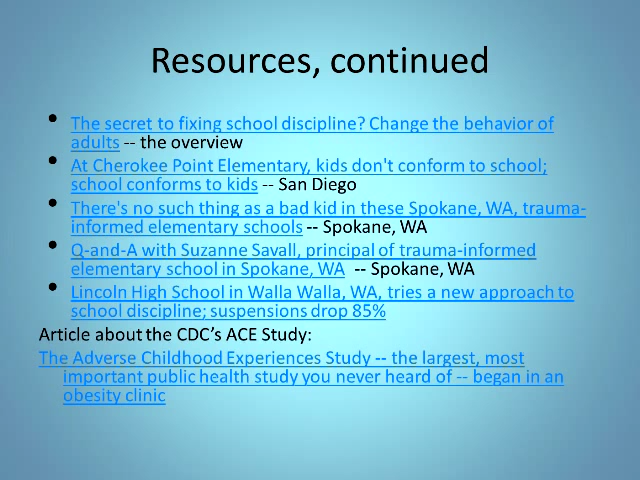 Resources, continued
• The secret to fixing school discipline? Change the behavior of
adults -- the overview
• At Cherokee Point Elementary, kids don't conform to school;
school conforms to kids -- San Diego
• There's no such thing as a bad kid in these Spokane, WA, trauma-
informed elementary schools -- Spokane, WA
• Q-and-A with Suzanne Savall, principal of trauma-informed
elementary school in Spokane, WA -- Spokane, WA
• Lincoln High School in Walla Walla, WA, tries a new approach to
school discipline; suspensions drop 85%
Article about the CDC’s ACE Study:
The Adverse Childhood Experiences Study -- the largest, most
important public health study you never heard of -- began in an
obesity clinic